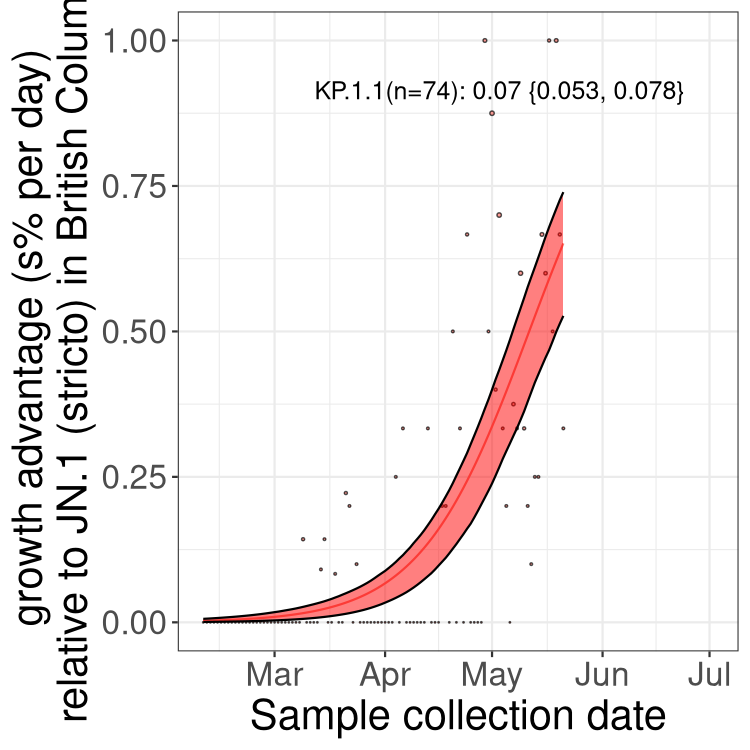 growth advantage (s% per day)
relative to JN.1 (stricto) in British Colum
1.00
0.75
0.50
0.25
0.00
KP.1.1(n=74): 0.07 {0.053, 0.078}
Mar Apr May Jun Jul
Sample collection date